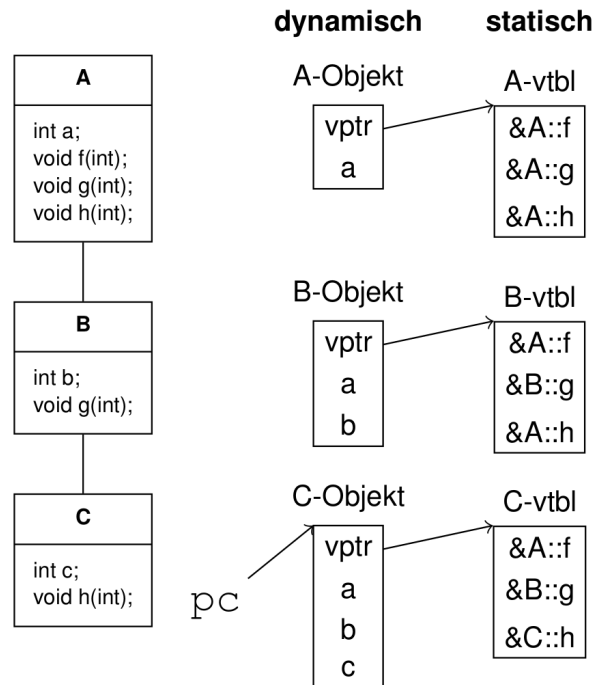 dynamisch
statisch
A
int a;
void f(int);
void g(int);
void h(int);
A-Objekt
vptr
a
A-vtbl
&A::f
&A::g
&A::h
B
int b;
void g(int);
B-Objekt
vptr
a
b
B-vtbl
&A::f
&B::g
&A::h
C
int c;
void h(int);
pc
C-Objekt
vptr
a
b
c
C-vtbl
&A::f
&B::g
&C::h